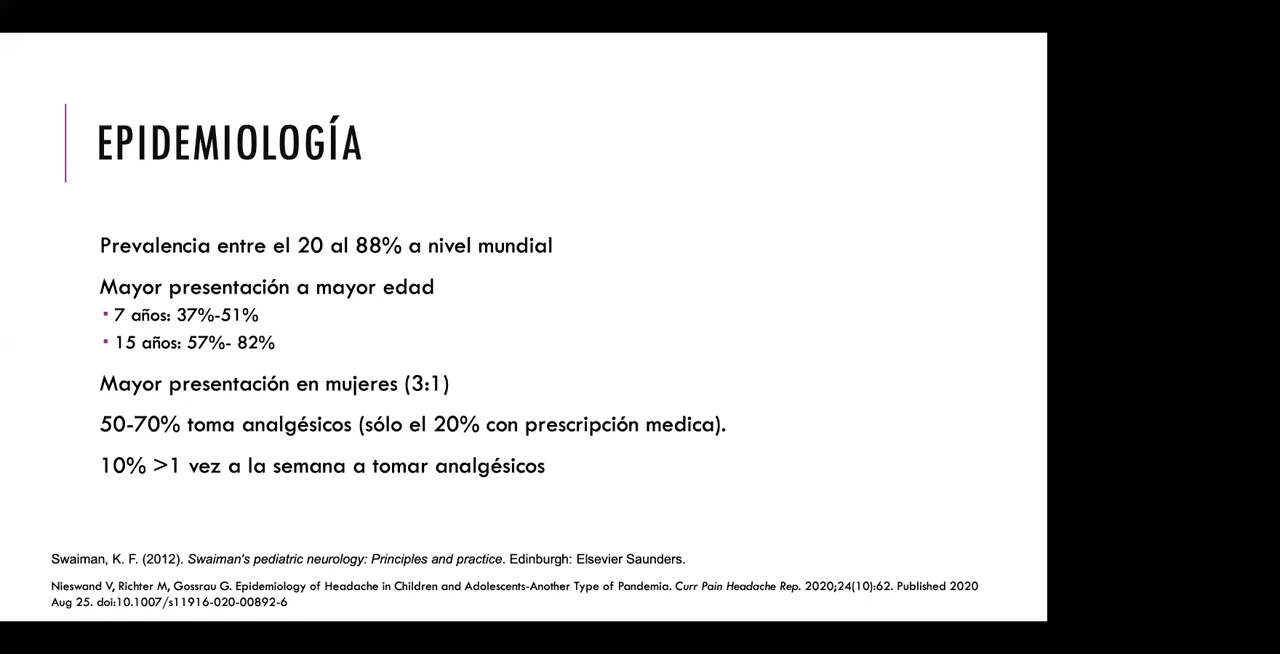 EPIDEMIOLOGÍA
Prevalencia entre el 20 al 88% a nivel mundial
Mayor presentación a mayor edad
▪ 7 años: 37%-51%
▪ 15 años: 57%- 82%
Mayor presentación en mujeres (3:1)
50-70% toma analgésicos (sólo el 20% con prescripción medica).
10% >1 vez a la semana a tomar analgésicos
Swaiman, K. F. (2012). Swaiman's pediatric neurology: Principles and practice. Edinburgh: Elsevier Saunders.
Nieswand V, Richter M, Gossrau G. Epidemiology of Headache in Children and Adolescents-Another Type of Pandemia. Curr Pain Headache Rep. 2020;24(10):62. Published 2020
Aug 25. doi:10.1007/s11916-020-00892-6